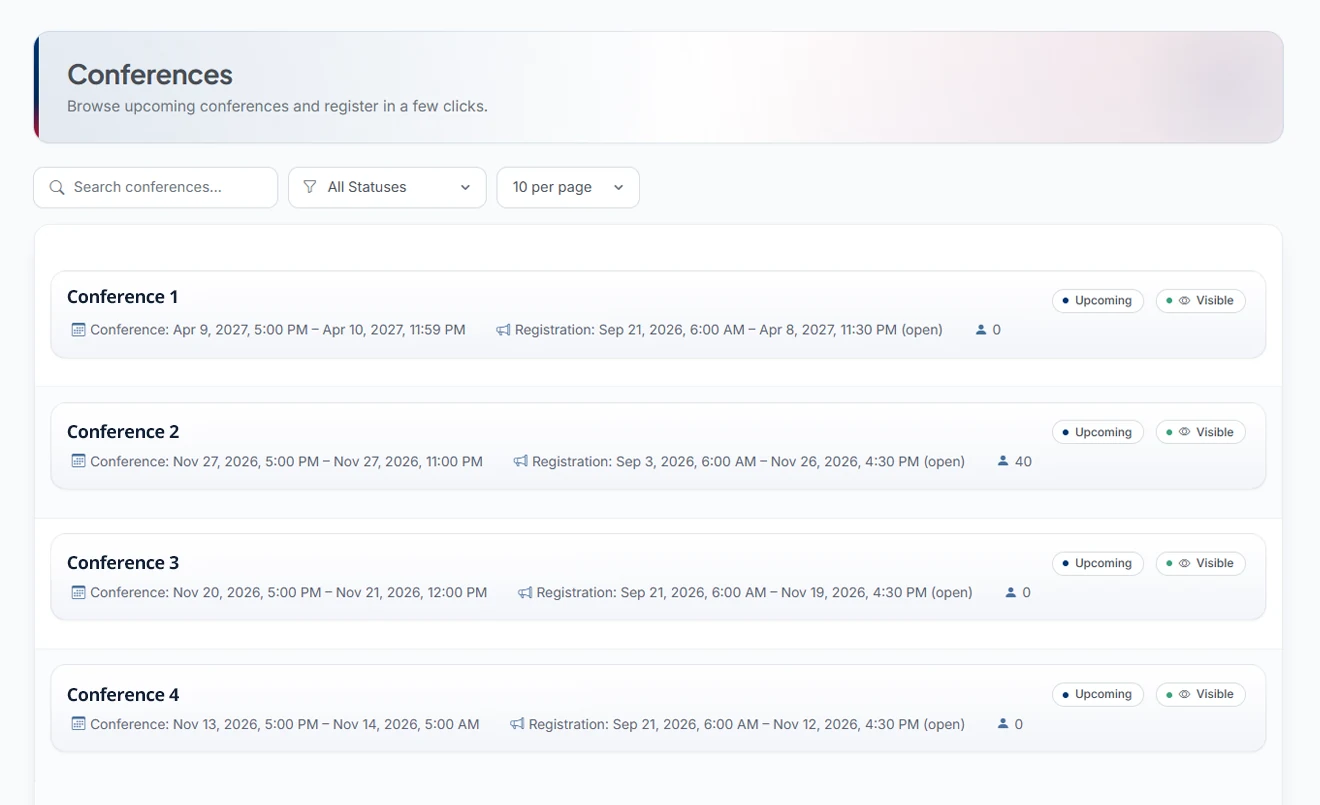 Conferences
Browse upcoming conferences and register in a few clicks.
Search conferences... All Statuses 10 per page
Conference 1 Upcoming Visible
Conference: Apr 9, 2027, 5:00 PM – Apr 10, 2027, 11:59 PM Registration: Sep 21, 2026, 6:00 AM – Apr 8, 2027, 11:30 PM (open) 0
Conference 2 Upcoming Visible
Conference: Nov 27, 2026, 5:00 PM – Nov 27, 2026, 11:00 PM Registration: Sep 3, 2026, 6:00 AM – Nov 26, 2026, 4:30 PM (open) 40
Conference 3 Upcoming Visible
Conference: Nov 20, 2026, 5:00 PM – Nov 21, 2026, 12:00 PM Registration: Sep 21, 2026, 6:00 AM – Nov 19, 2026, 4:30 PM (open) 0
Conference 4 Upcoming Visible
Conference: Nov 13, 2026, 5:00 PM – Nov 14, 2026, 5:00 AM Registration: Sep 21, 2026, 6:00 AM – Nov 12, 2026, 4:30 PM (open) 0